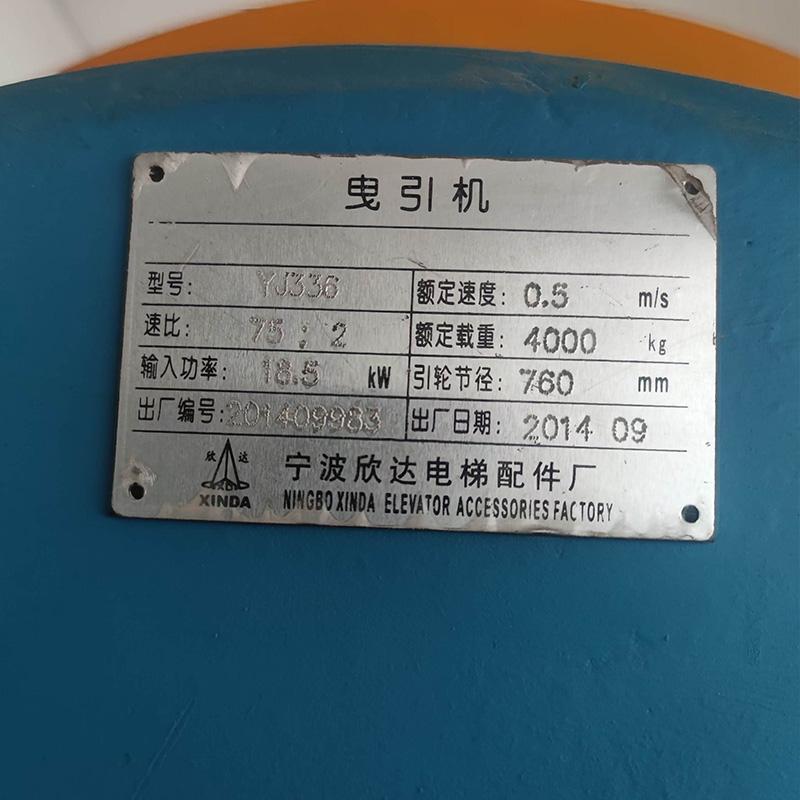 曳引机
型号: YJ336 额定速度: 0.5 m/s
速比: 75:2 额定载重: 4000 kg
输入功率: 18.5 kW 引轮节径: 760 mm
出厂编号: 201409983 出厂日期: 2014 09
欣达
XINDA
宁波欣达电梯配件厂
NINGBO XINDA ELEVATOR ACCESSORIES FACTORY